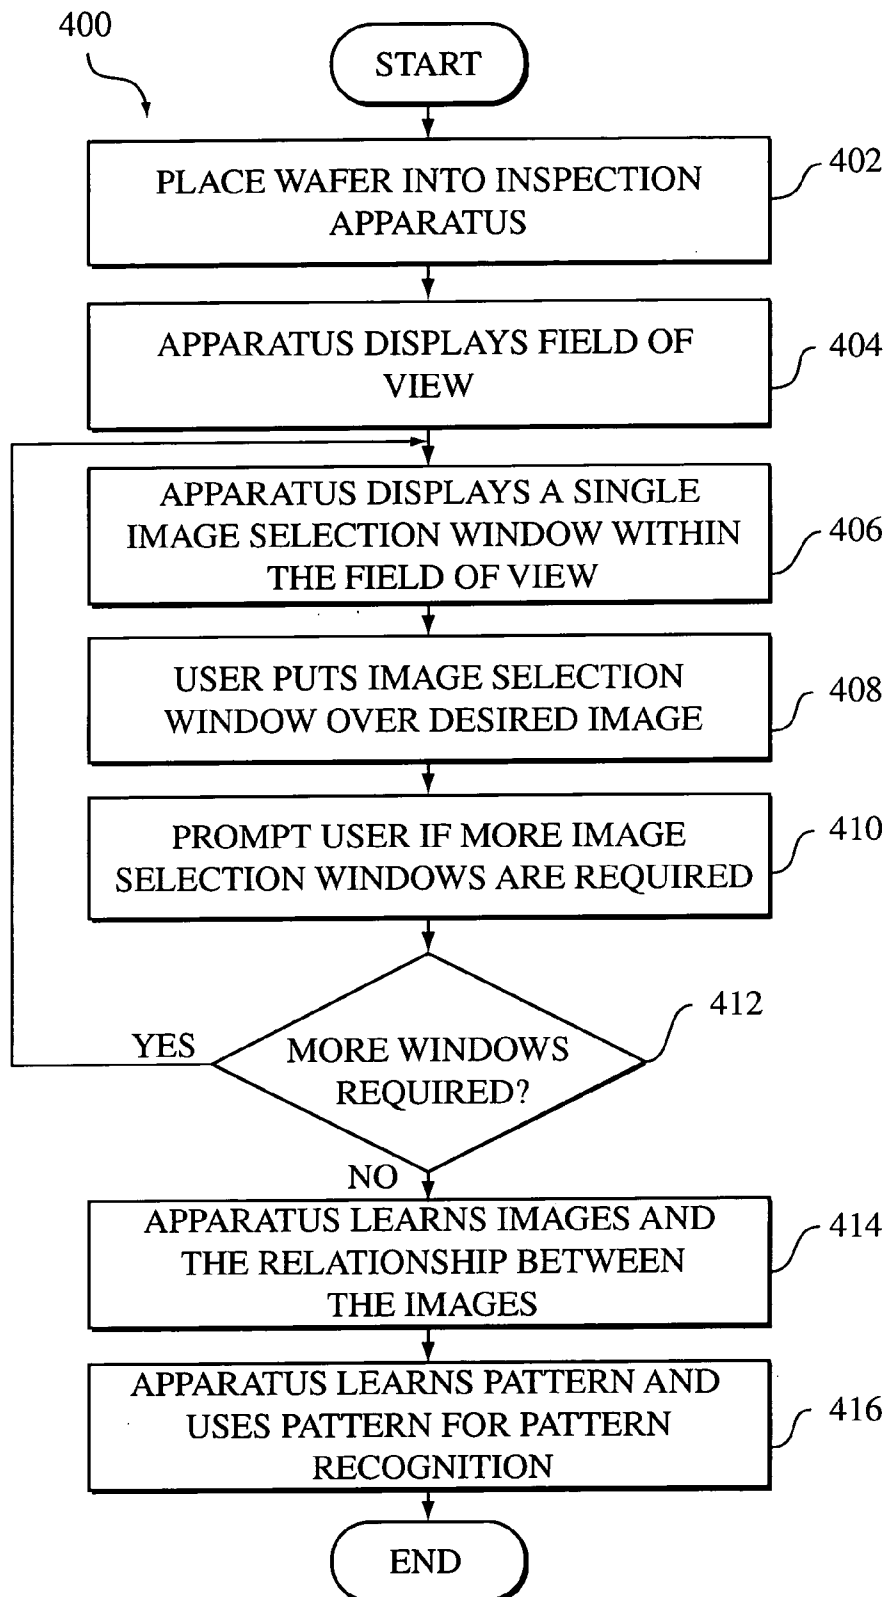 400
START
PLACE WAFER INTO INSPECTION
APPARATUS
402
APPARATUS DISPLAYS FIELD OF
VIEW
404
APPARATUS DISPLAYS A SINGLE
IMAGE SELECTION WINDOW WITHIN
THE FIELD OF VIEW
406
USER PUTS IMAGE SELECTION
WINDOW OVER DESIRED IMAGE
408
PROMPT USER IF MORE IMAGE
SELECTION WINDOWS ARE REQUIRED
410
MORE WINDOWS
REQUIRED?
412
YES
NO
APPARATUS LEARNS IMAGES AND
THE RELATIONSHIP BETWEEN
THE IMAGES
414
APPARATUS LEARNS PATTERN AND
USES PATTERN FOR PATTERN
RECOGNITION
416
END